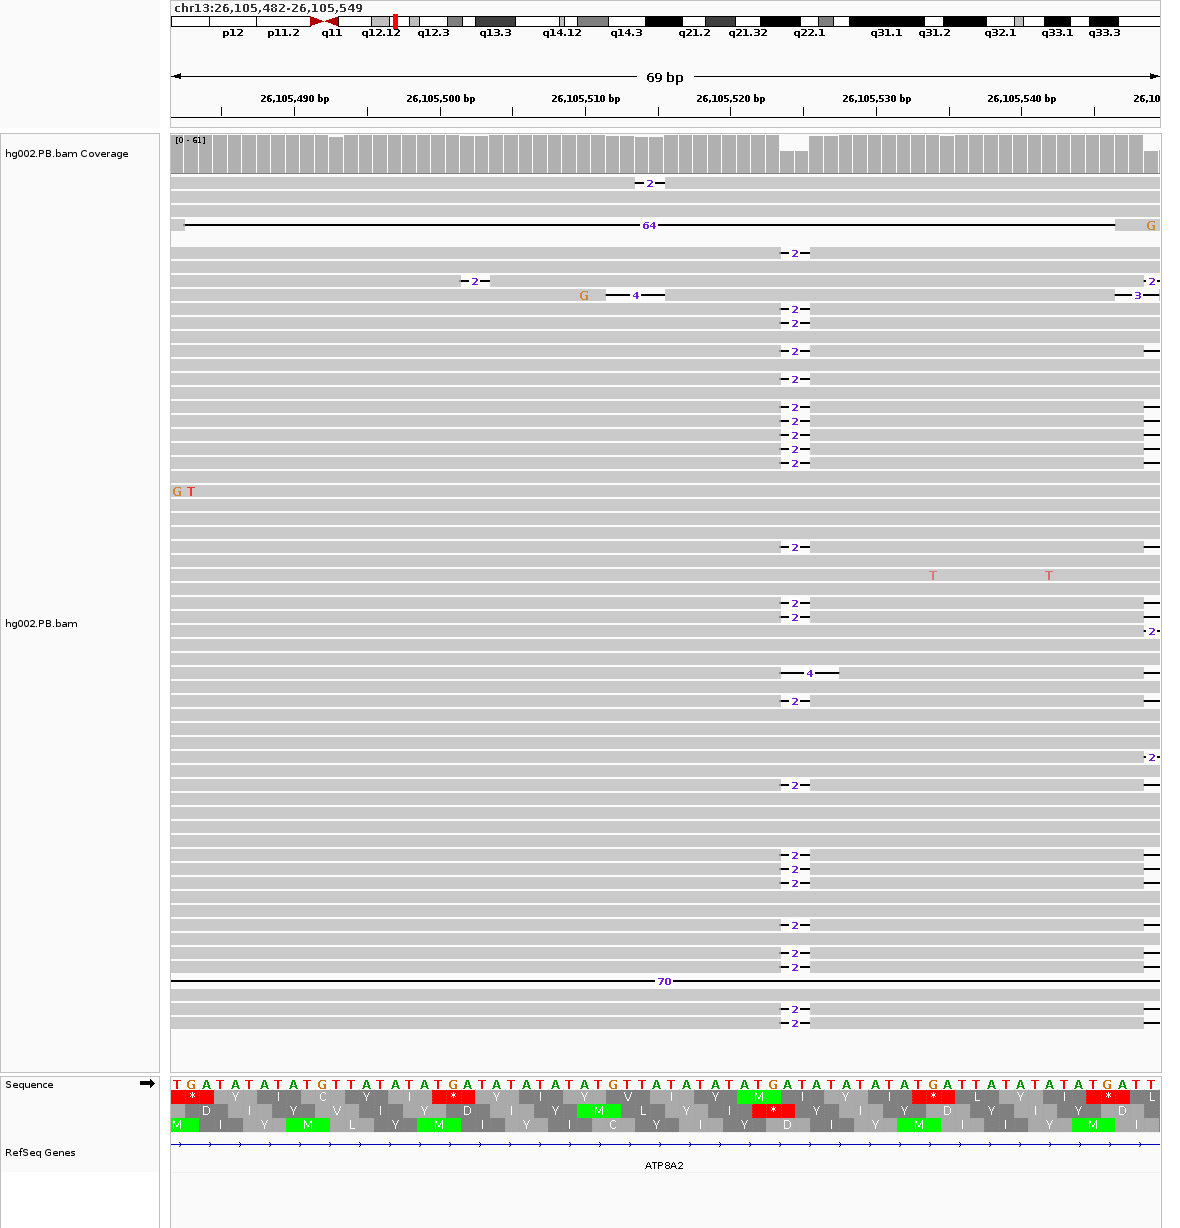 chr13:26,105,482-26,105,549
p12 p11.2 q11 q12.12 q12.3 q13.3 q14.12 q14.3 q21.2 q21.32 q22.1 q31.1 q31.2 q32.1 q33.1 q33.3
69 bp
26,105,490 bp 26,105,500 bp 26,105,510 bp 26,105,520 bp 26,105,530 bp 26,105,540 bp 26,10
[0 - 61]
hg002.PB.bam Coverage
2
64 G
2
2 2
G 4 3
2
2
2
2
2
2
2
2
2
G T
2
T T
2
2
2
hg002.PB.bam
4
2
2
2
2
2
2
2
2
2
70
2
2
Sequence T G A T A T A T A T G T T A T A T A T G A T A T A T A T A T G T T A T A T A T A T G A T A T A T A T A T G A T T A T A T A T A T G A T T
* Y I C Y I * Y I Y V I Y M I Y I * L Y I * L
D I Y V I Y D I Y M L Y I * Y I Y D Y I Y D
M I Y M L Y M I Y I C Y I Y D I Y M I I Y M I
RefSeq Genes
ATP8A2